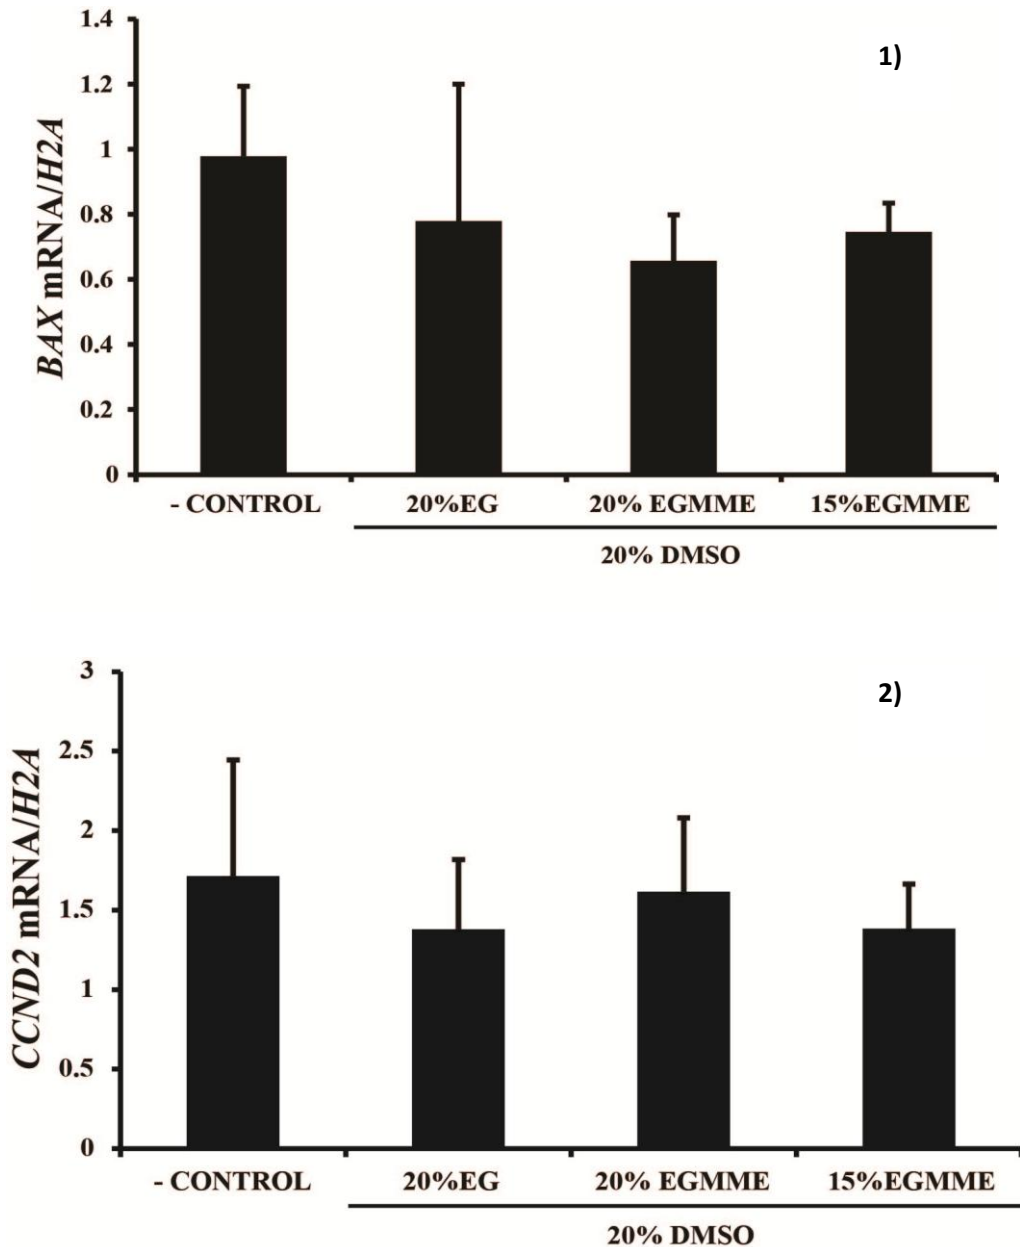 1.4
1)
1.2
1
0.8
0.6
0.4
0.2
0
BAX mRNA/H2A
- CONTROL 20%EG 20% EGMME 15%EGMME
20% DMSO
3
2)
2.5
2
1.5
1
0.5
0
CCND2 mRNA/H2A
- CONTROL 20%EG 20% EGMME 15%EGMME
20% DMSO